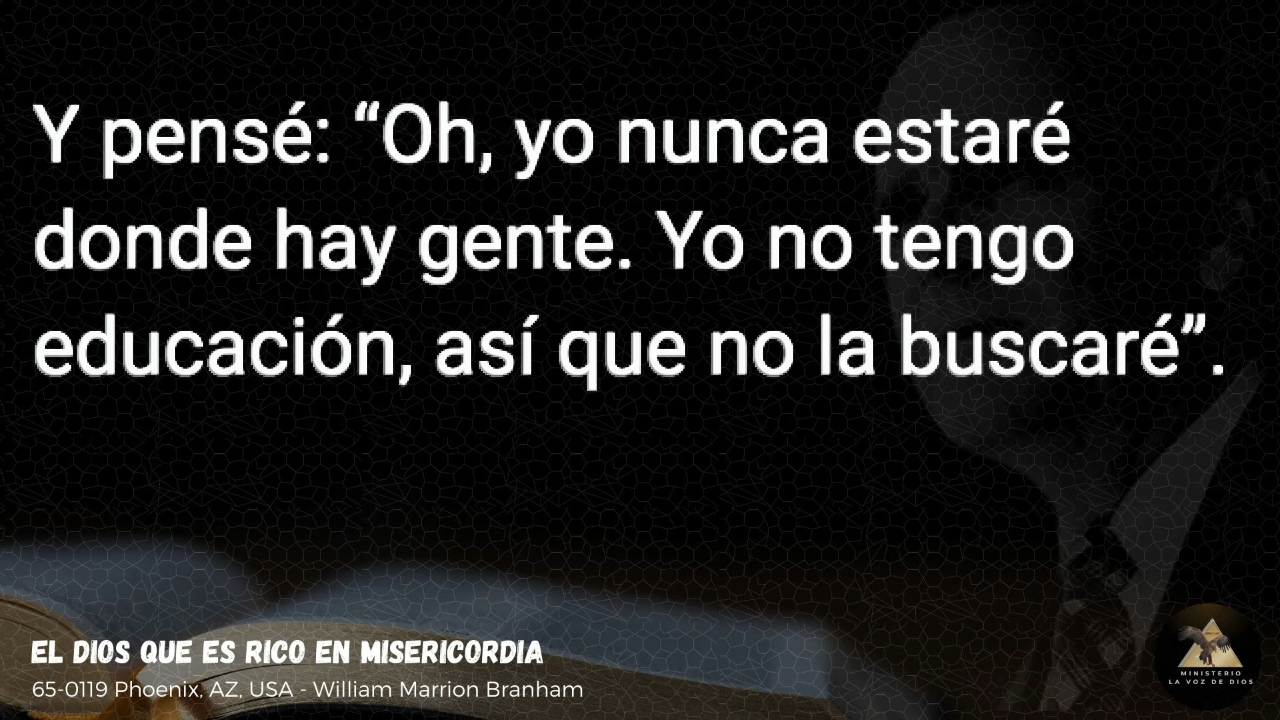 Y pensé: “Oh, yo nunca estaré
donde hay gente. Yo no tengo
educación, así que no la buscaré”.
EL DIOS QUE ES RICO EN MISERICORDIA
65-0119 Phoenix, AZ, USA - William Marrion Branham
MINISTERIO
LA VOZ DE DIOS